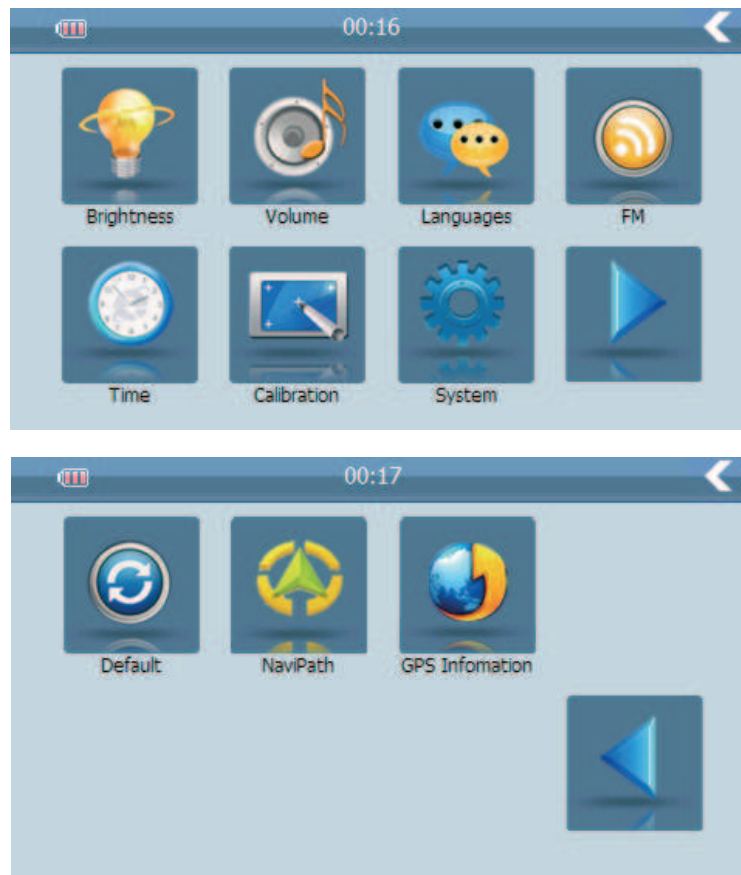 00:16
Brightness Volume Languages FM
Time Calibration System
00:17
Default NaviPath GPS Infomation